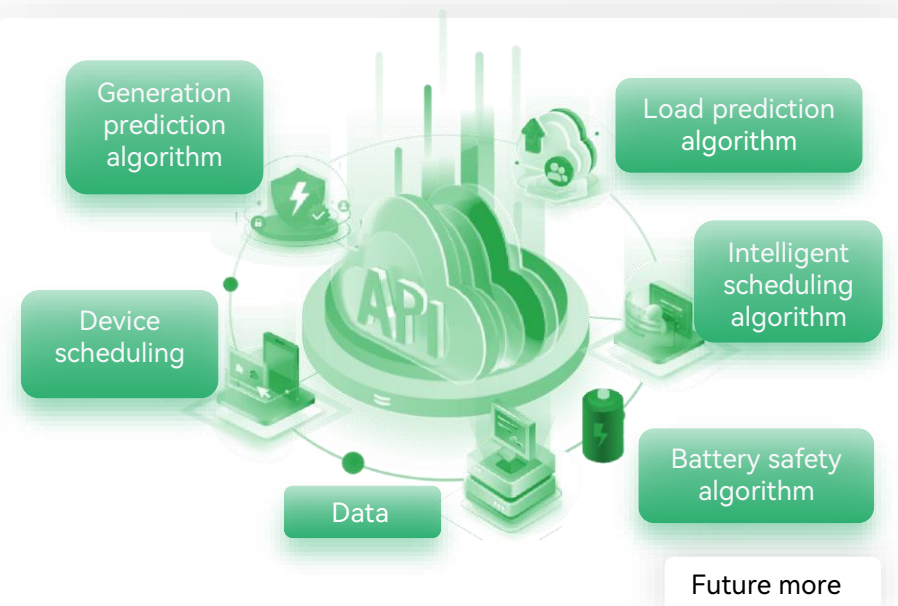 Generation
prediction
algorithm
Load prediction
algorithm
Intelligent
scheduling
algorithm
API
Device
scheduling
Battery safety
algorithm
Data
Future more